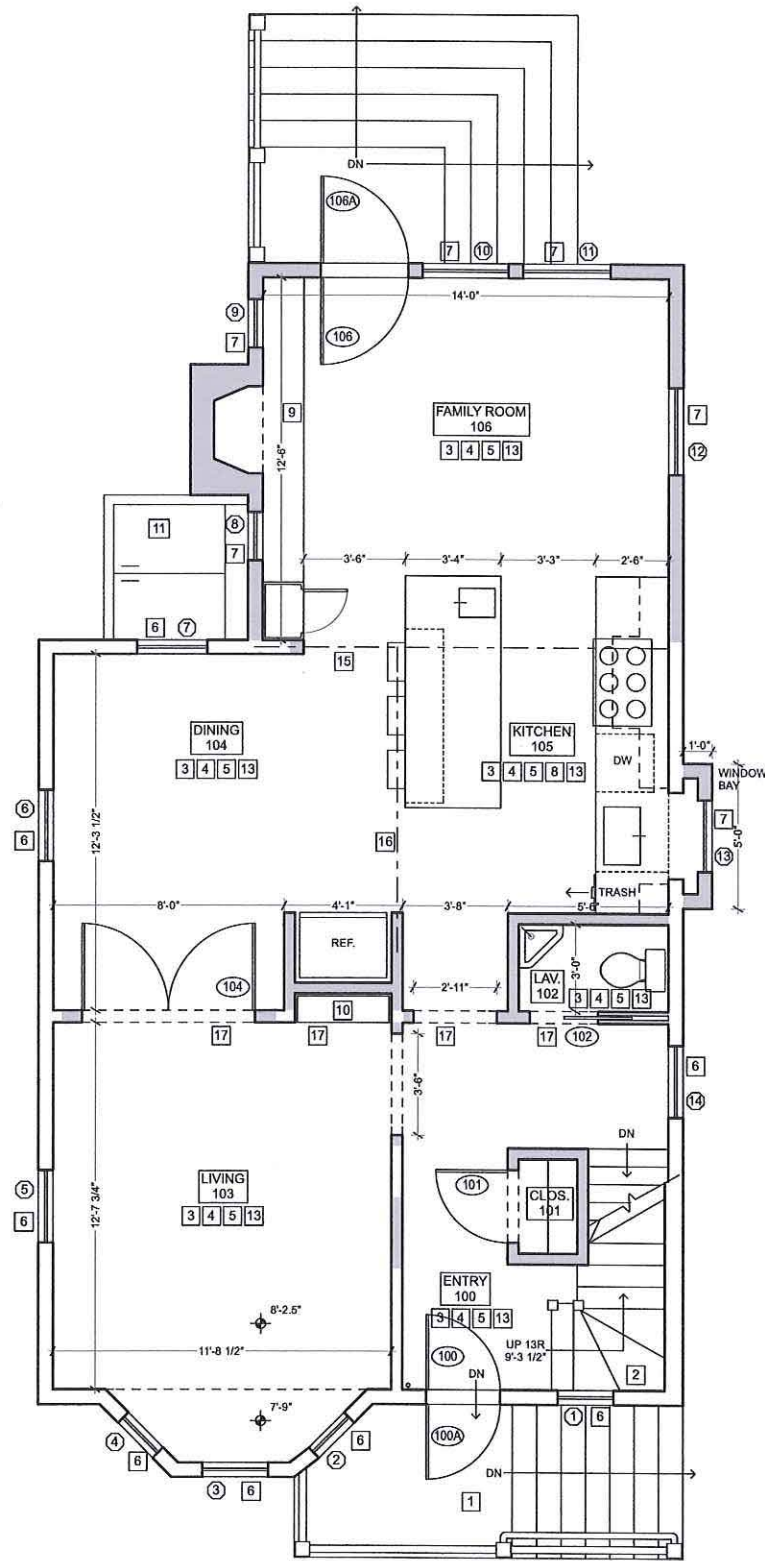 DN
106A
7
10
7
11
9
14'-0"
7
106
9
FAMILY ROOM
106
3 4 5 13
7
12
12'-6"
11
8
7
3'-6"
3'-4"
3'-3"
2'-6"
6
7
15
DINING
104
3 4 5 13
KITCHEN
105
3 4 5 8 13
DW
1'-0"
WINDOW
BAY
7
13
5'-0"
6
6
12'-3 1/2"
16
TRASH
8'-0"
4'-1"
3'-8"
5'-6"
REF.
104
2'-11"
3'-0"
LAV.
102
3 4 5 13
10
17
17
17
17
102
3'-6"
6
14
DN
5
6
12'-7 3/4"
LIVING
103
3 4 5 13
101
CLOS.
101
ENTRY
100
3 4 5 13
8'-2.5"
11'-8 1/2"
100
UP 13R
9'-3 1/2"
DN
2
7'-9"
4
6
3
6
2
6
100A
1
6
DN
1